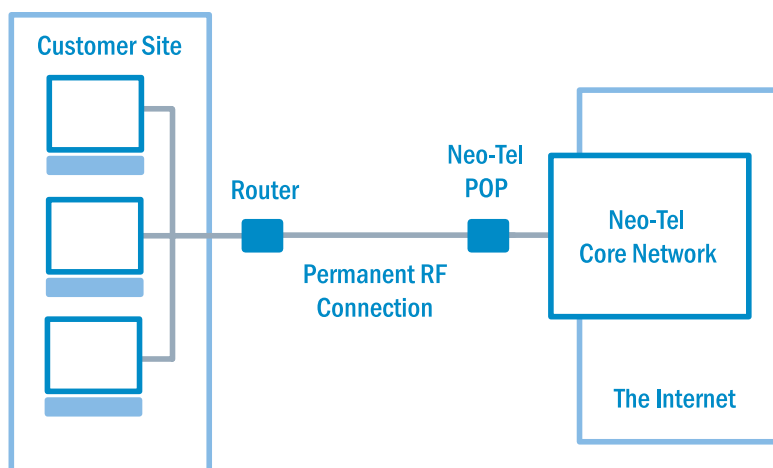 Customer Site
Router
Neo-Tel
POP
Permanent RF
Connection
Neo-Tel
Core Network
The Internet